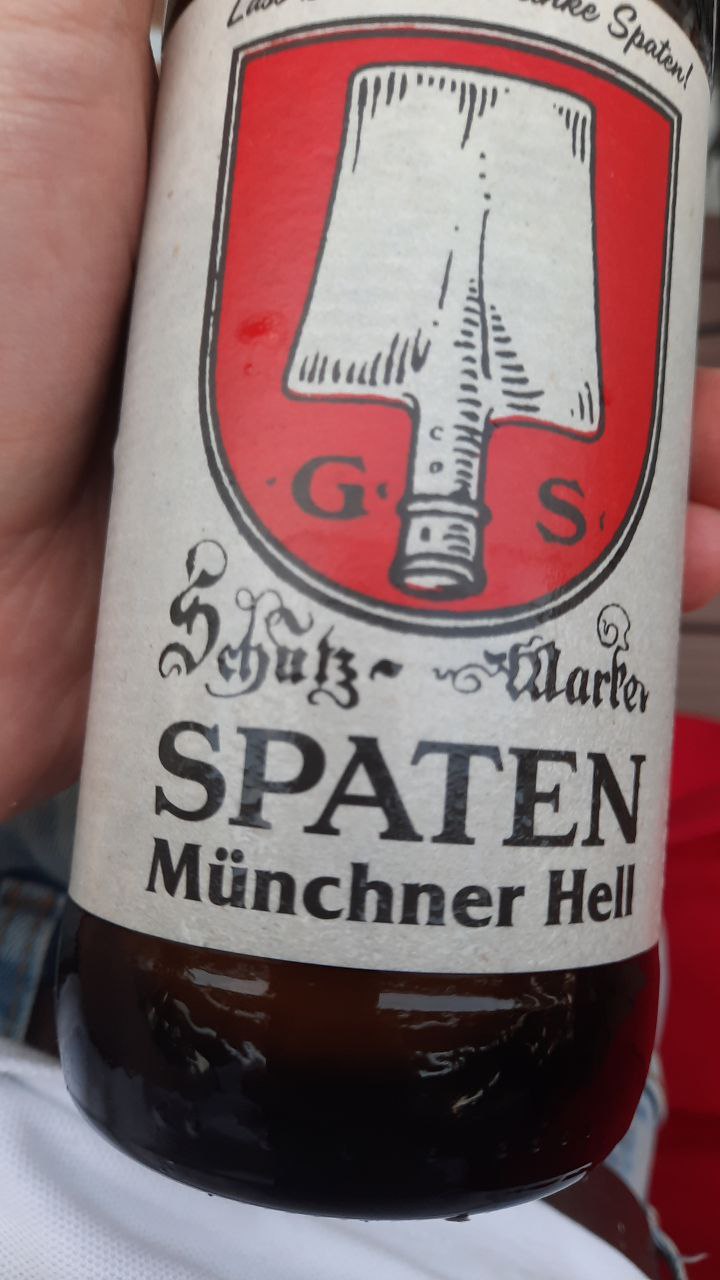 Spaten!
·G· S·
Schutz- Marke
SPATEN
Münchner Hell